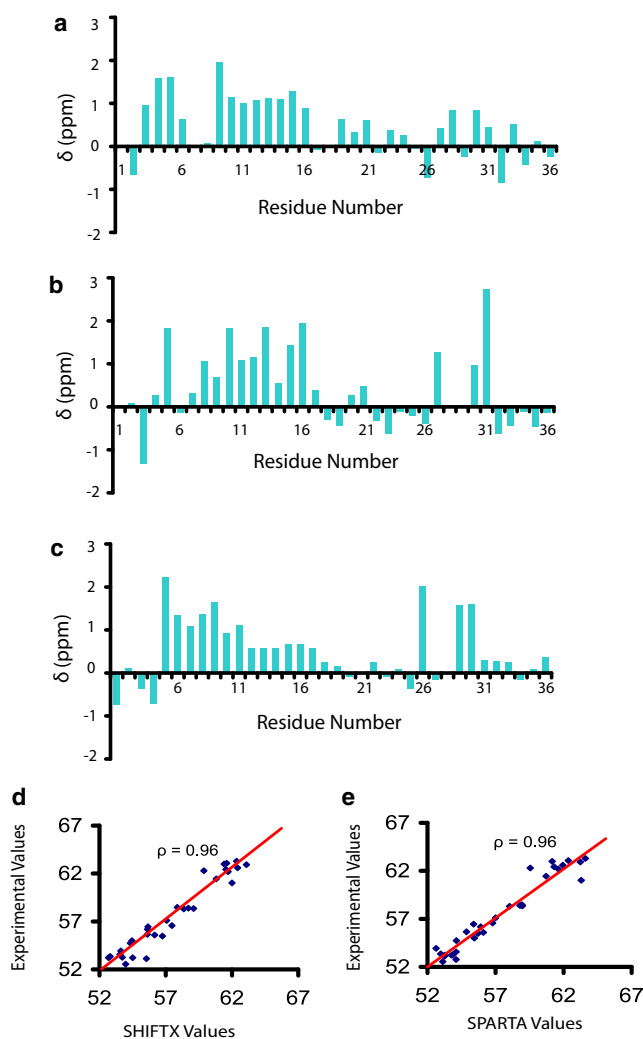 a
3
2
1
0
-1
-2
δ (ppm)
1 6 11 16 21 26 31 36
Residue Number
b
3
2
1
0
-1
-2
δ (ppm)
1 6 11 16 21 26 31 36
Residue Number
c
3
2
1
0
-1
-2
δ (ppm)
6 11 16 21 26 31 36
Residue Number
d
67
62
57
52
Experimental Values
ρ = 0.96
52 57 62 67
SHIFTX Values
e
67
62
57
52
Experimental Values
ρ = 0.96
52 57 62 67
SPARTA Values